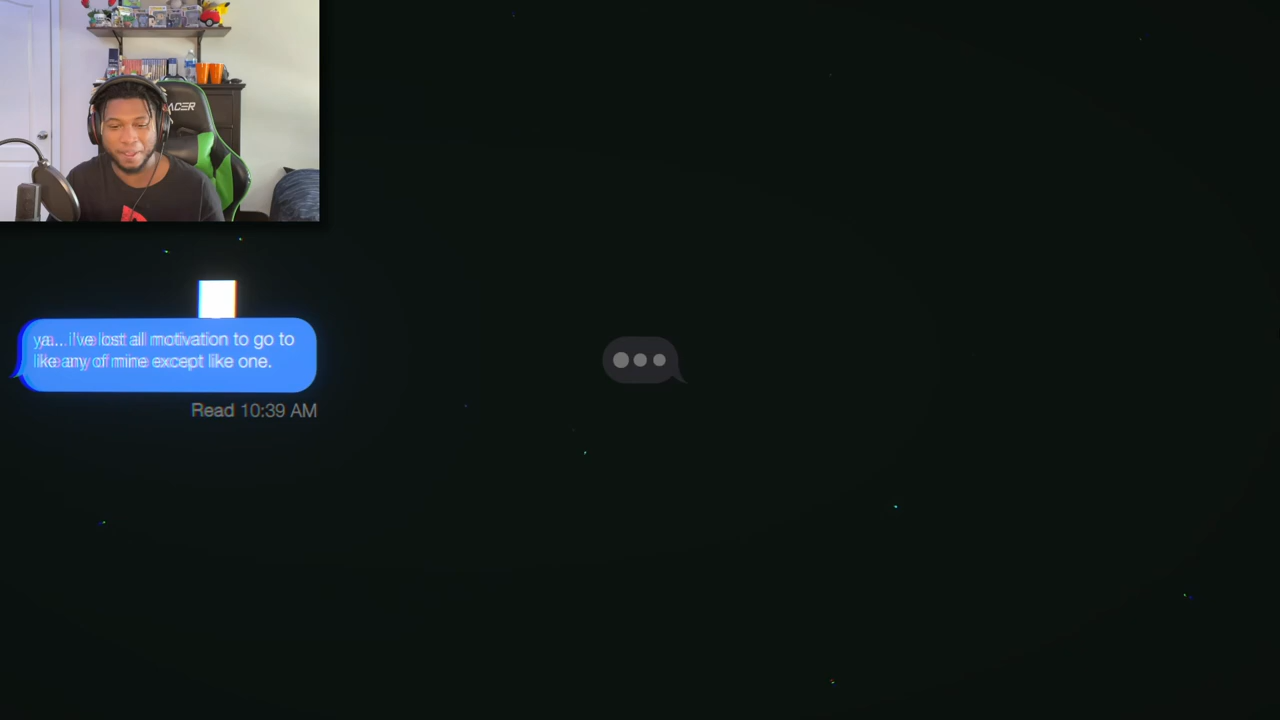 ACER
ya... i've lost all motivation to go to
like any of mine except like one.
Read 10:39 AM